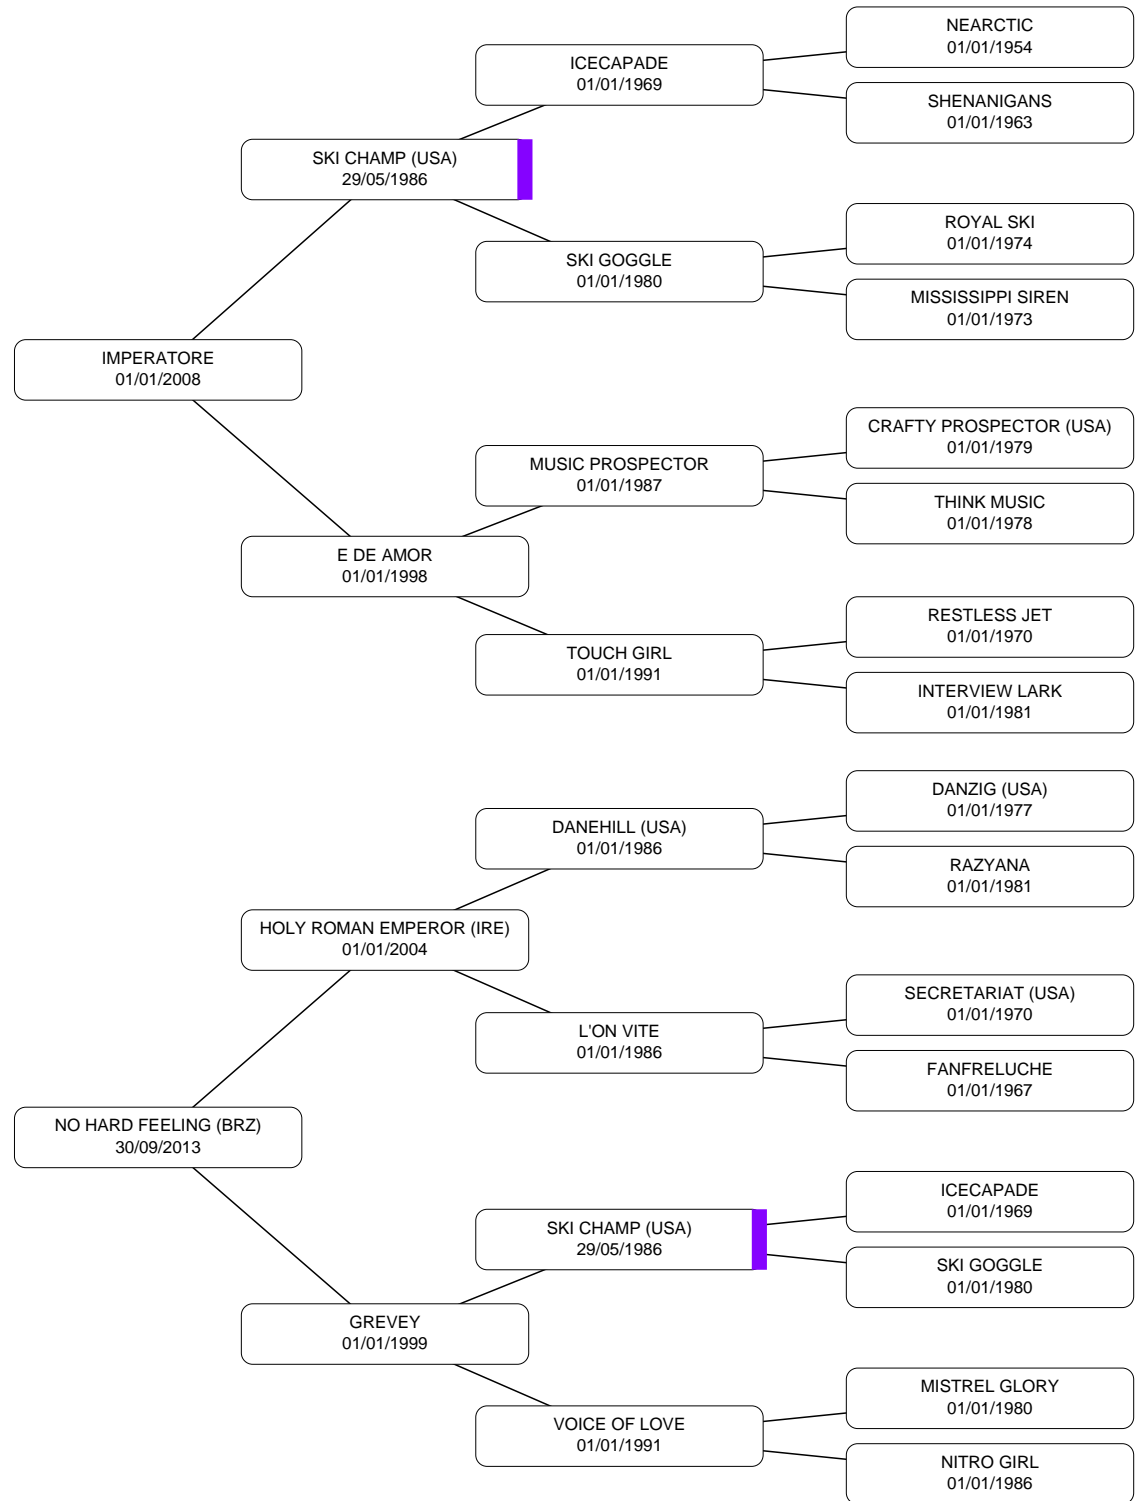 NEARCTIC
01/01/1954
ICECAPADE
01/01/1969
SHENANIGANS
01/01/1963
SKI CHAMP (USA)
29/05/1986
ROYAL SKI
01/01/1974
SKI GOGGLE
01/01/1980
MISSISSIPPI SIREN
01/01/1973
IMPERATORE
01/01/2008
CRAFTY PROSPECTOR (USA)
01/01/1979
MUSIC PROSPECTOR
01/01/1987
THINK MUSIC
01/01/1978
E DE AMOR
01/01/1998
RESTLESS JET
01/01/1970
TOUCH GIRL
01/01/1991
INTERVIEW LARK
01/01/1981
DANZIG (USA)
01/01/1977
DANEHILL (USA)
01/01/1986
RAZYANA
01/01/1981
HOLY ROMAN EMPEROR (IRE)
01/01/2004
SECRETARIAT (USA)
01/01/1970
L'ON VITE
01/01/1986
FANFRELUCHE
01/01/1967
NO HARD FEELING (BRZ)
30/09/2013
ICECAPADE
01/01/1969
SKI CHAMP (USA)
29/05/1986
SKI GOGGLE
01/01/1980
GREVEY
01/01/1999
MISTREL GLORY
01/01/1980
VOICE OF LOVE
01/01/1991
NITRO GIRL
01/01/1986